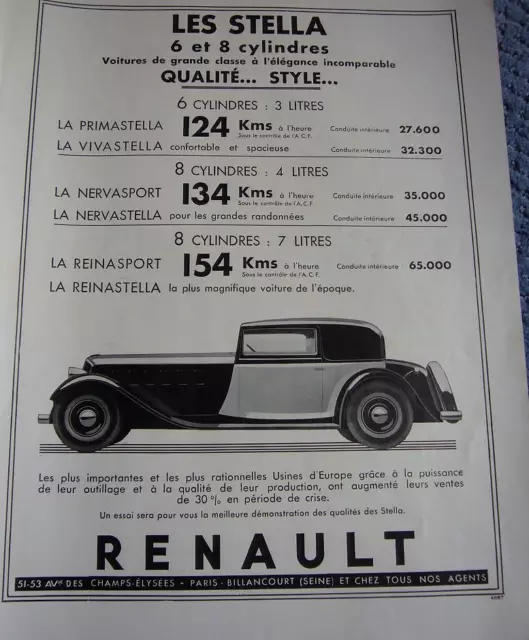 LES STELLA
6 et 8 cylindres
Voitures de grande classe à l'élégance incomparable
QUALITÉ... STYLE...
6 CYLINDRES : 3 LITRES
LA PRIMASTELLA 124 Kms à l'heure Sous le contrôle de l'A.C.F. Conduite intérieure 27.600
LA VIVASTELLA confortable et spacieuse Conduite intérieure 32.300
8 CYLINDRES : 4 LITRES
LA NERVASPORT 134 Kms à l'heure Sous le contrôle de l'A.C.F. Conduite intérieure 35.000
LA NERVASTELLA pour les grandes randonnées Conduite intérieure 45.000
8 CYLINDRES : 7 LITRES
LA REINASPORT 154 Kms à l'heure Sous le contrôle de l'A.C.F. Conduite intérieure 65.000
LA REINASTELLA la plus magnifique voiture de l'époque.
Les plus importantes et les plus rationnelles Usines d'Europe grâce à la puissance
de leur outillage et à la qualité de leur production, ont augmenté leurs ventes
de 30 % en période de crise.
Un essai sera pour vous la meilleure démonstration des qualités des Stella.
RENAULT
51-53 AVue DES CHAMPS-ÉLYSÉES - PARIS - BILLANCOURT (SEINE) ET CHEZ TOUS NOS AGENTS